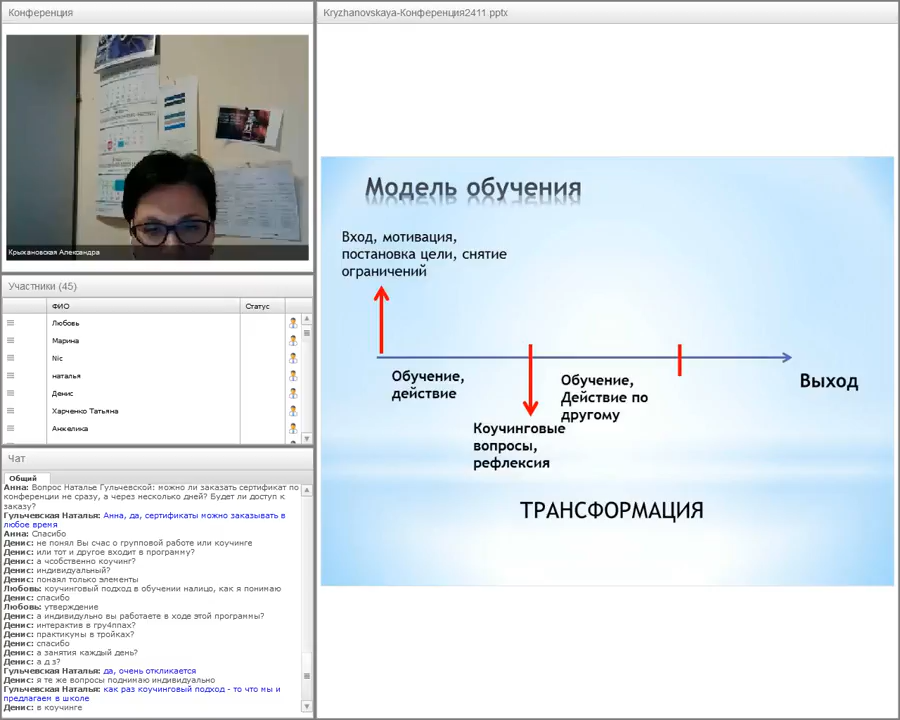 Конференция
Крыжановская Александра
Участники (45)
ФИО
Статус
Любовь
Марина
Nic
наталья
Денис
Харченко Татьяна
Анжелика
Чат
Общий
Анна: Вопрос Наталье Гульчевской: можно ли заказать сертификат по
конференции не сразу, а через несколько дней? Будет ли доступ к
заказу?
Гульчевская Наталья: Анна, да, сертификаты можно заказывать в
любое время
Анна: Спасибо
Денис: не понял Вы счас о групповой работе или коучинге
Денис: или тот и другое входит в программу?
Денис: а чсобственно коучинг?
Денис: индивидуальный?
Денис: понаял только элементы
Любовь: коучинговый подход в обучении налицо, как я понимаю
Денис: спасибо
Любовь: утверждение
Денис: а индивидульно вы работаете в ходе этой программы?
Денис: интерактив в гру4ппах?
Денис: практикумы в тройках?
Денис: спасибо
Денис: а занятия каждый день?
Денис: а д з?
Гульчевская Наталья: да, очень откликается
Денис: я те же вопросы поднимаю индивидуально
Гульчевская Наталья: как раз коучинговый подход - то что мы и
предлагаем в школе
Денис: в коучинге
Kryzhanovskaya-Конференция2411.pptx
Модель обучения
Вход, мотивация,
постановка цели, снятие
ограничений
Обучение,
действие
Коучинговые
вопросы,
рефлексия
Обучение,
Действие по
другому
Выход
ТРАНСФОРМАЦИЯ